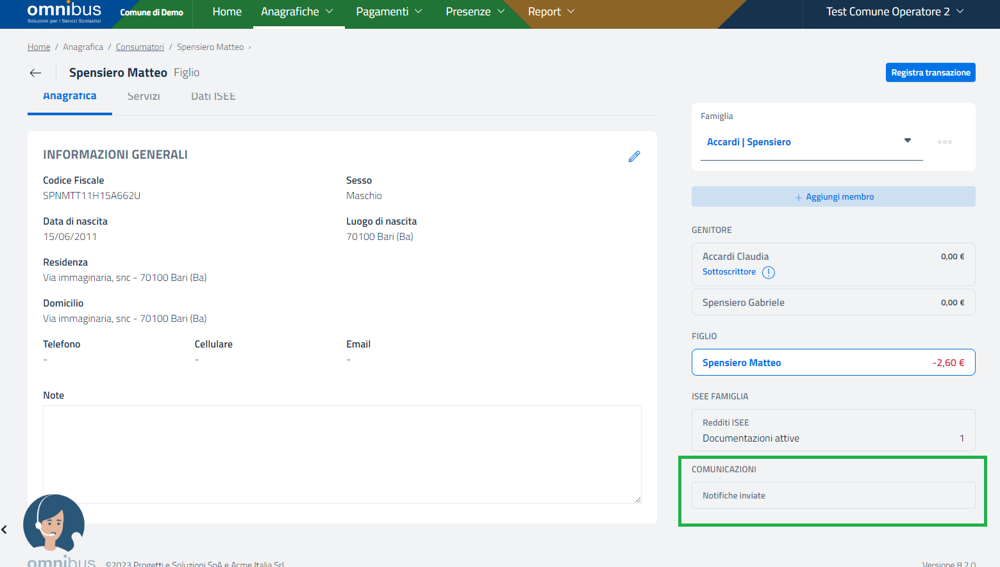 omnibus
Soluzioni per i Servizi Scolastici
Comune di Demo
Home
Anagrafiche
Pagamenti
Presenze
Report
Test Comune Operatore 2
Home / Anagrafica / Consumatori / Spensiero Matteo ›
Spensiero Matteo Figlio
Registra transazione
Anagrafica
Servizi
Dati ISEE
INFORMAZIONI GENERALI
Codice Fiscale
SPNMTT11H15A662U
Sesso
Maschio
Data di nascita
15/06/2011
Luogo di nascita
70100 Bari (Ba)
Residenza
Via immaginaria, snc - 70100 Bari (Ba)
Domicilio
Via immaginaria, snc - 70100 Bari (Ba)
Telefono
-
Cellulare
-
Email
-
Note
Famiglia
Accardi | Spensiero
+ Aggiungi membro
GENITORE
Accardi Claudia 0,00 €
Sottoscrittore
Spensiero Gabriele 0,00 €
FIGLIO
Spensiero Matteo -2,60 €
ISEE FAMIGLIA
Redditi ISEE
Documentazioni attive 1
COMUNICAZIONI
Notifiche inviate
omnibus
©2023 Progetti e Soluzioni SpA e Acme Italia Srl
Versione 8.2.0